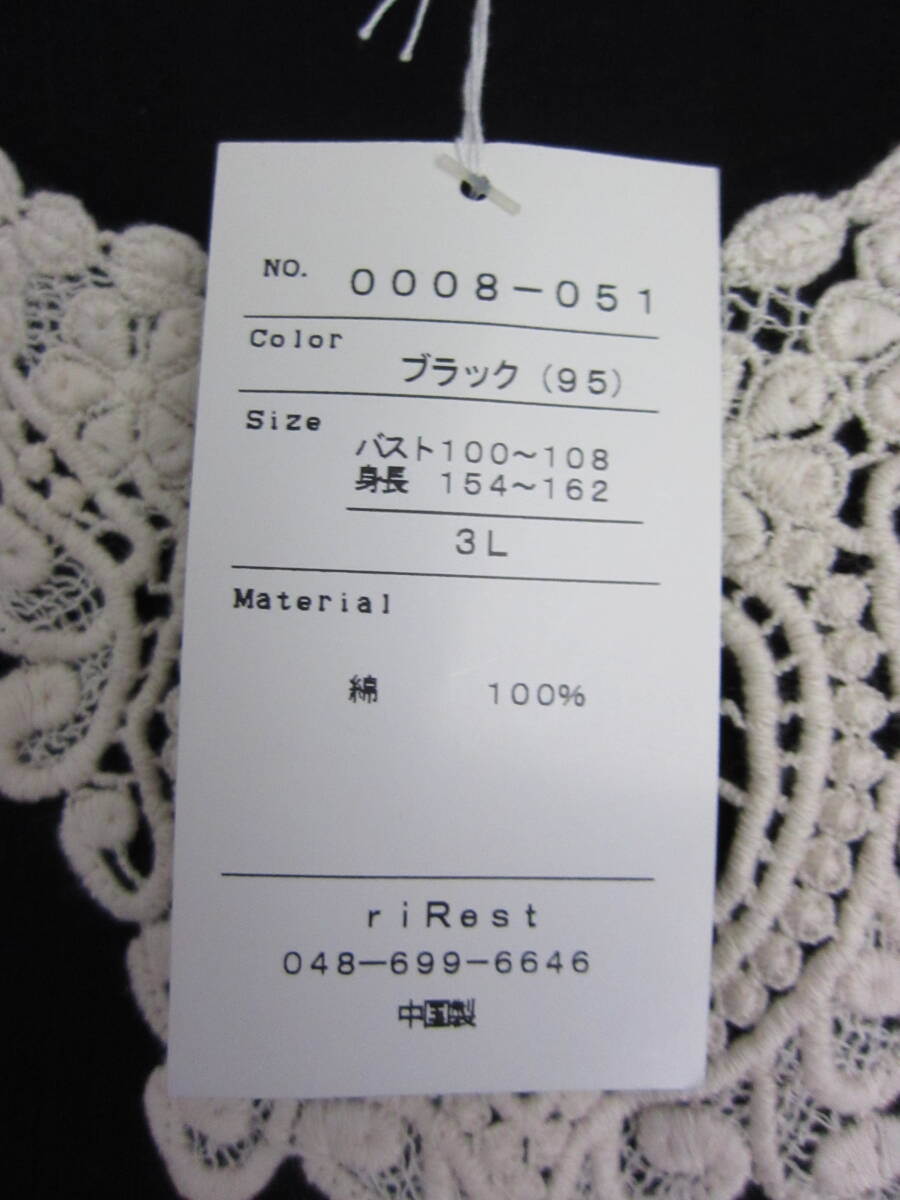 NO. 0008-051
Color
ブラック (95)
Size
バスト100～108
身長 154～162
3L
Material
綿 100%
riRest
048-699-6646
中国製